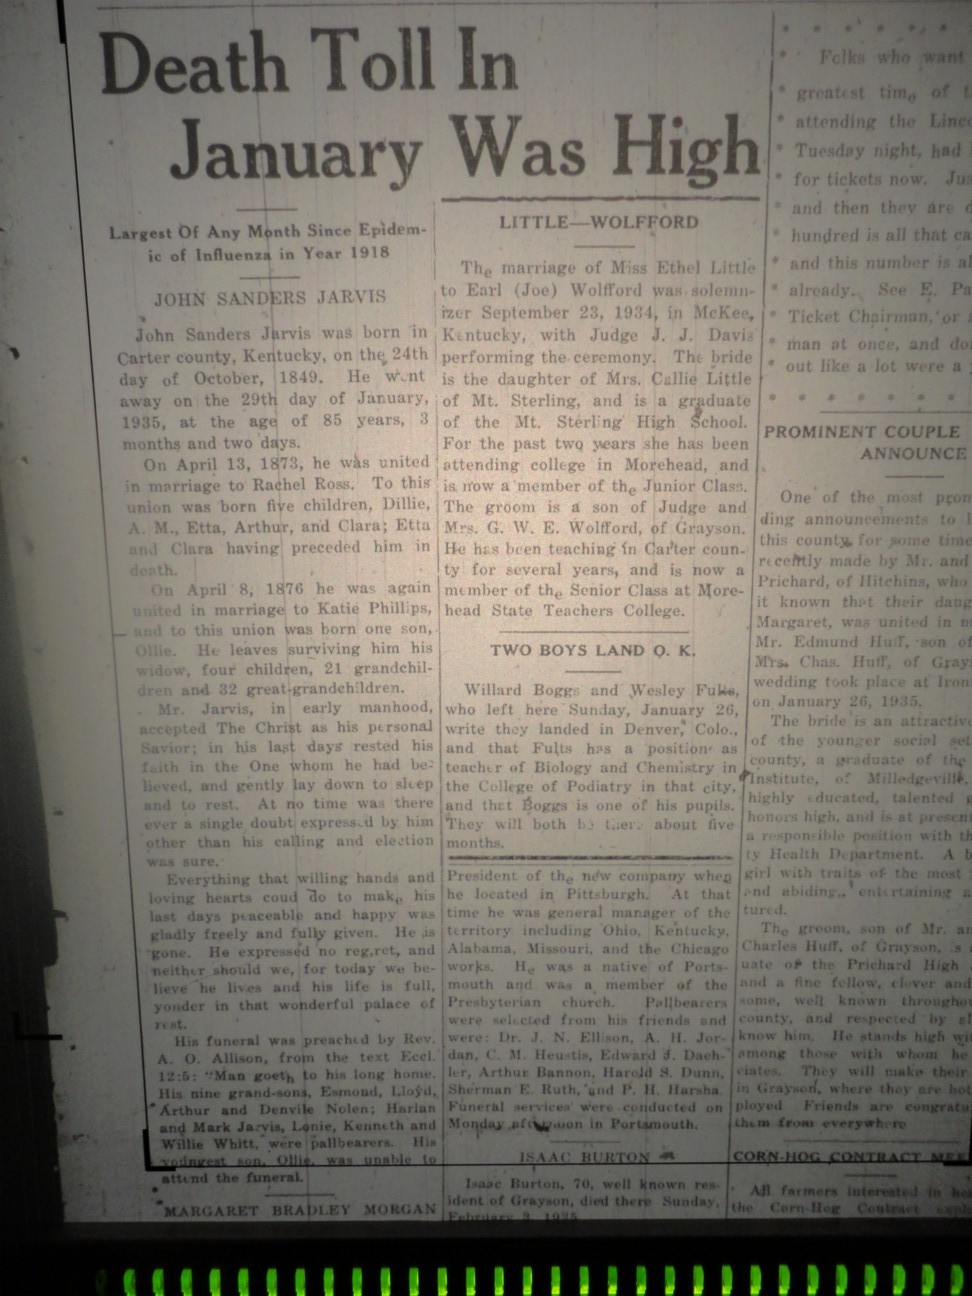 Death Toll In
January Was High
Largest Of Any Month Since Epidem-
ic of Influenza in Year 1918
JOHN SANDERS JARVIS
John Sanders Jarvis was born in
Carter county, Kentucky, on the 24th
day of October, 1849. He went
away on the 29th day of January,
1935, at the age of 85 years, 3
months and two days.
On April 13, 1873, he was united
in marriage to Rachel Ross. To this
union was born five children, Dillie,
A. M., Etta, Arthur, and Clara; Etta
and Clara having preceded him in
death.
On April 8, 1876 he was again
united in marriage to Katie Phillips,
and to this union was born one son,
Ollie. He leaves surviving him his
widow, four children, 21 grandchil-
dren and 32 great-grandchildren.
Mr. Jarvis, in early manhood,
accepted The Christ as his personal
Savior; in his last days rested his
faith in the One whom he had be-
lieved, and gently lay down to sleep
and to rest. At no time was there
ever a single doubt expressed by him
other than his calling and election
was sure.
Everything that willing hands and
loving hearts coud do to make his
last days peaceable and happy was
gladly freely and fully given. He is
gone. He expressed no reg,ret, and
neither should we, for today we be-
lieve he lives and his life is full,
yonder in that wonderful palace of
rest.
His funeral was preached by Rev.
A. O. Allison, from the text Eccl.
12:5: "Man goeth to his long home.
His nine grand-sons, Esmond, Lloyd,
Arthur and Denvile Nolen; Harlan
and Mark Jarvis, Lonie, Kenneth and
Willie Whitt, were pallbearers. His
youngest son, Ollie, was unable to
attend the funeral.
MARGARET BRADLEY MORGAN
LITTLE—WOLFFORD
The marriage of Miss Ethel Little
to Earl (Joe) Wolfford was solemn-
izer September 23, 1934, in McKee,
Kentucky, with Judge J. J. Davis
performing the ceremony. The bride
is the daughter of Mrs. Callie Little
of Mt. Sterling, and is a graduate
of the Mt. Sterling High School.
For the past two years she has been
attending college in Morehead, and
is now a member of the Junior Class.
The groom is a son of Judge and
Mrs. G. W. E. Wolfford, of Grayson.
He has been teaching in Carter coun-
ty for several years, and is now a
member of the Senior Class at More-
head State Teachers College.
TWO BOYS LAND O. K.
Willard Boggs and Wesley Fults,
who left here Sunday, January 26,
write they landed in Denver, Colo.,
and that Fults has a position as
teacher of Biology and Chemistry in
the College of Podiatry in that city,
and that Boggs is one of his pupils.
They will both be there about five
months.
President of the new company when
he located in Pittsburgh. At that
time he was general manager of the
territory including Ohio, Kentucky,
Alabama, Missouri, and the Chicago
works. He was a native of Ports-
mouth and was a member of the
Presbyterian church. Pallbearers
were selected from his friends and
were: Dr. J. N. Ellison, A. H. Jor-
dan, C. M. Heustis, Edward J. Daeh-
ler, Arthur Bannon, Harold S. Dunn,
Sherman E. Ruth, and P. H. Harsha.
Funeral services were conducted on
Monday afternoon in Portsmouth.
ISAAC BURTON
Isaac Burton, 70, well known res-
ident of Grayson, died there Sunday,
February 3, 1935
* * * * * * *
* Folks who want
* greatest time of t
* attending the Linc
* Tuesday night, had
* for tickets now. Jus
* and then they are
* hundred is all that ca
* and this number is al
* already. See E. Pa
* Ticket Chairman, or
* man at once, and do
* out like a lot were a
* * * * * * *
PROMINENT COUPLE
ANNOUNCE
One of the most prom
ding announcements to
this county for some time
recently made by Mr. and
Prichard, of Hitchins, who
it known that their daug
Margaret, was united in m
Mr. Edmund Huff, son of
Mrs. Chas. Huff, of Grays
wedding took place at Iron
on January 26, 1935.
The bride is an attractive
of the younger social set
county, a graduate of the
Institute, of Milledgeville,
highly educated, talented
honors high, and is at present
a responsible position with th
ty Health Department. A b
girl with traits of the most
and abiding, entertaining a
tured.
The groom, son of Mr. an
Charles Huff, of Grayson, is
uate of the Prichard High
and a fine fellow, clever and
some, well known throughou
county, and respected by al
know him. He stands high wit
among those with whom he
ciates. They will make their
in Grayson, where they are bot
ployed Friends are congratu
them from everywhere
CORN-HOG CONTRACT MEE
All farmers interested in
the Corn-Hog Contract